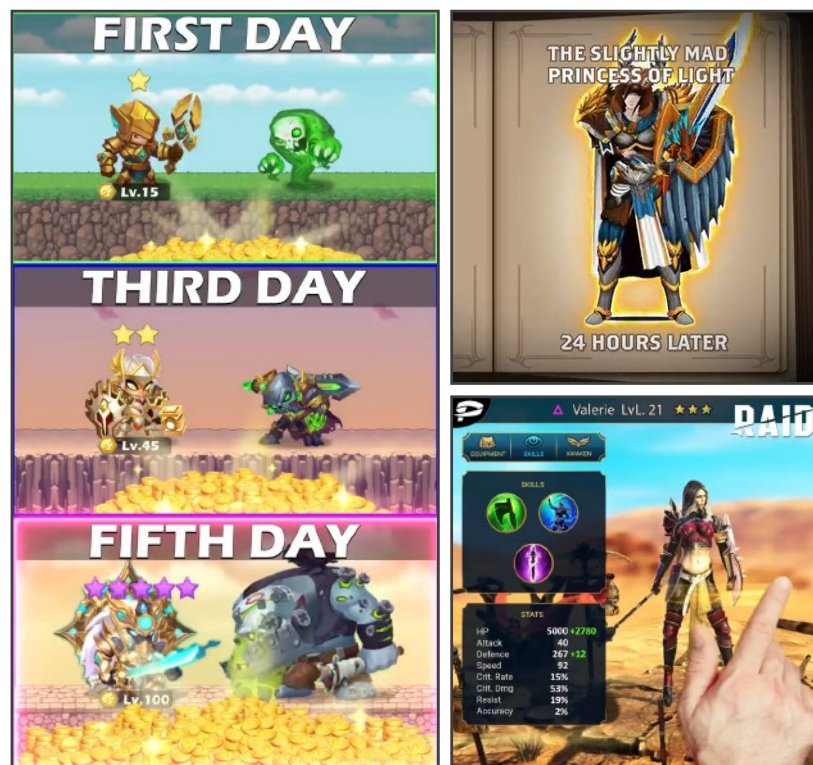 FIRST DAY
Lv.15
THIRD DAY
Lv.45
FIFTH DAY
Lv.100
THE SLIGHTLY MAD
PRINCESS OF LIGHT
24 HOURS LATER
Valerie LvL. 21
RAID
EQUIPMENT SKILLS AWAKEN
SKILLS
STATS
HP 5000 +2780
Attack 40
Defence 267 +12
Speed 92
Crit. Rate 15%
Crit. Dmg 53%
Resist 19%
Accuracy 2%